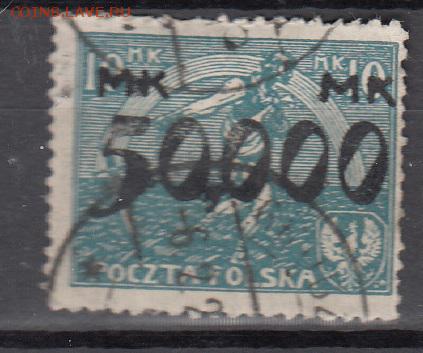 COINS.LAVE.RU
10 MK MK 10
MK MK
50,000
POCZTA POLSKA